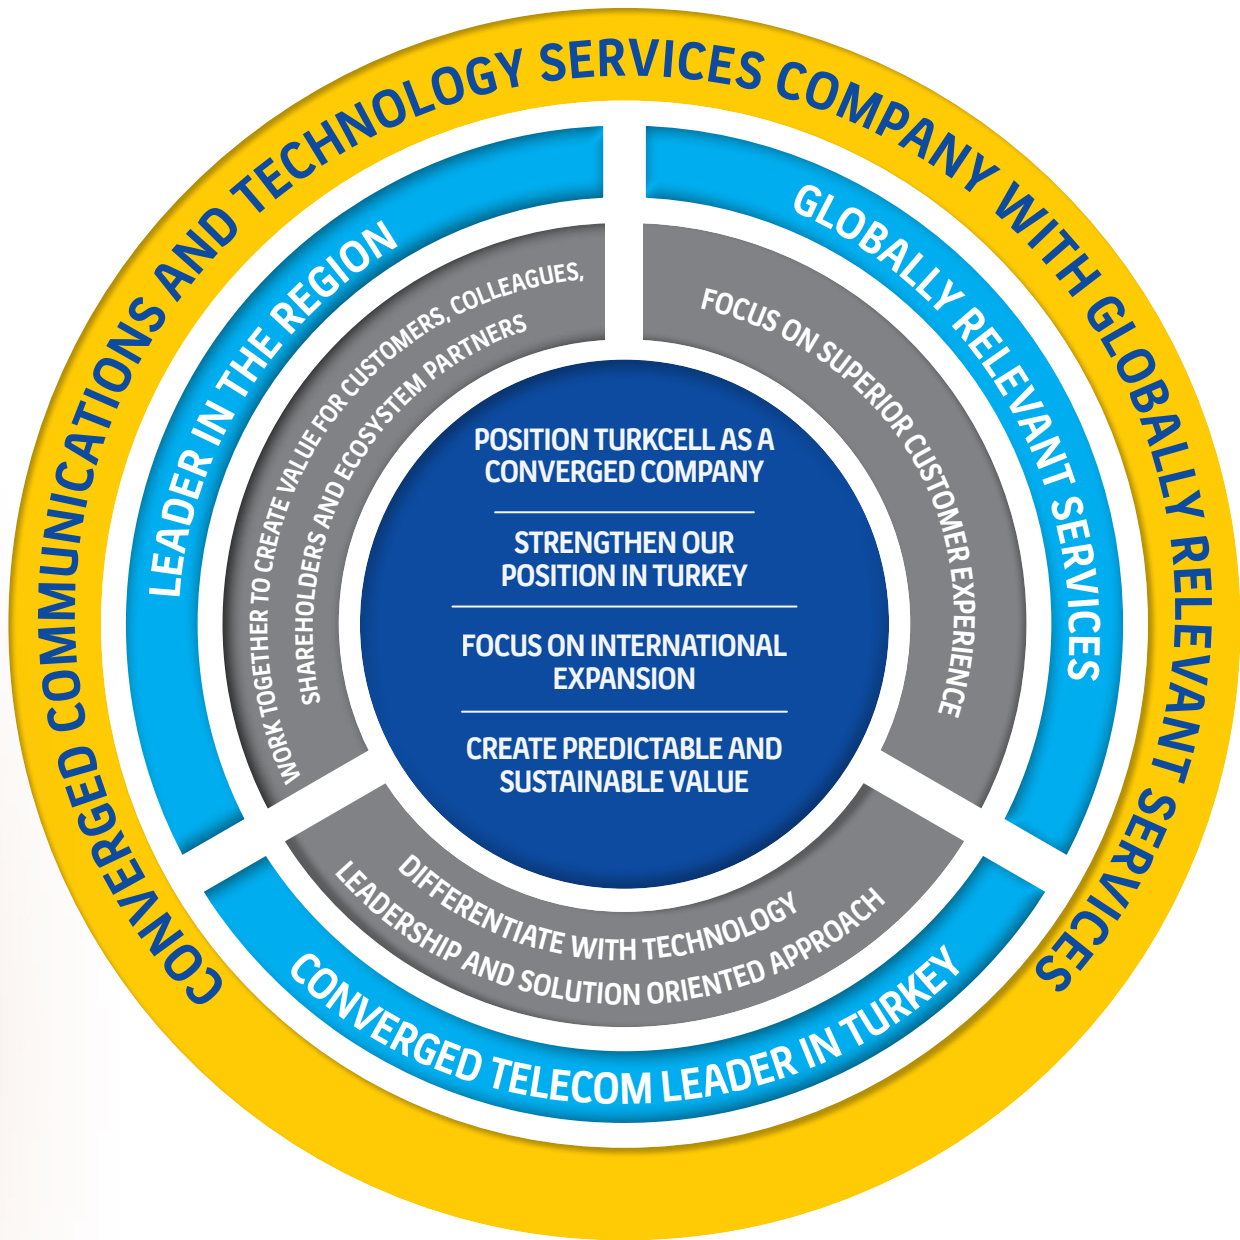 CONVERGED COMMUNICATIONS AND TECHNOLOGY SERVICES COMPANY WITH GLOBALLY RELEVANT SERVICES
LEADER IN THE REGION
GLOBALLY RELEVANT SERVICES
WORK TOGETHER TO CREATE VALUE FOR CUSTOMERS, COLLEAGUES,
SHAREHOLDERS AND ECOSYSTEM PARTNERS
FOCUS ON SUPERIOR CUSTOMER EXPERIENCE
POSITION TURKCELL AS A
CONVERGED COMPANY
STRENGTHEN OUR
POSITION IN TURKEY
FOCUS ON INTERNATIONAL
EXPANSION
CREATE PREDICTABLE AND
SUSTAINABLE VALUE
DIFFERENTIATE WITH TECHNOLOGY
LEADERSHIP AND SOLUTION ORIENTED APPROACH
CONVERGED TELECOM LEADER IN TURKEY